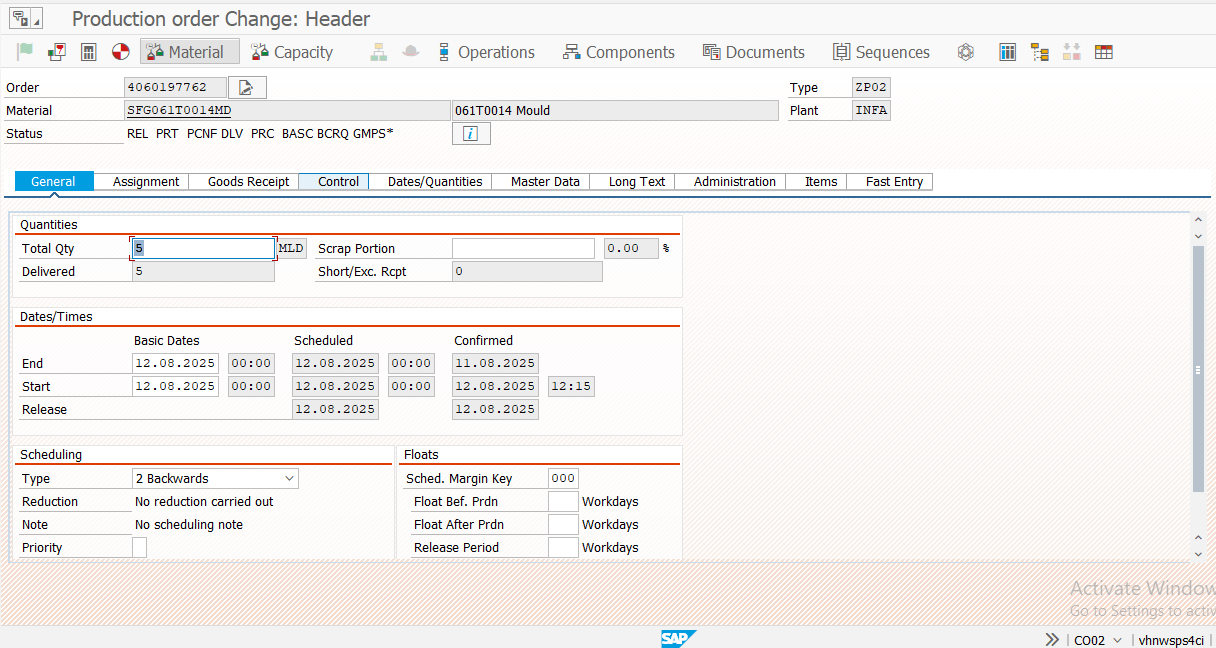 Production order Change: Header
Material Capacity Operations Components Documents Sequences
Order 4060197762 Type ZP02
Material SFG061T0014MD 061T0014 Mould Plant INFA
Status REL PRT PCNF DLV PRC BASC BCRQ GMPS* i
General Assignment Goods Receipt Control Dates/Quantities Master Data Long Text Administration Items Fast Entry
Quantities
Total Qty 5 MLD Scrap Portion 0.00 %
Delivered 5 Short/Exc. Rcpt 0
Dates/Times
Basic Dates Scheduled Confirmed
End 12.08.2025 00:00 12.08.2025 00:00 11.08.2025
Start 12.08.2025 00:00 12.08.2025 00:00 12.08.2025 12:15
Release 12.08.2025 12.08.2025
Scheduling Floats
Type 2 Backwards Sched. Margin Key 000
Reduction No reduction carried out Float Bef. Prdn Workdays
Note No scheduling note Float After Prdn Workdays
Priority Release Period Workdays
Activate Window
Go to Settings to activ
SAP CO02 vhnwsps4ci